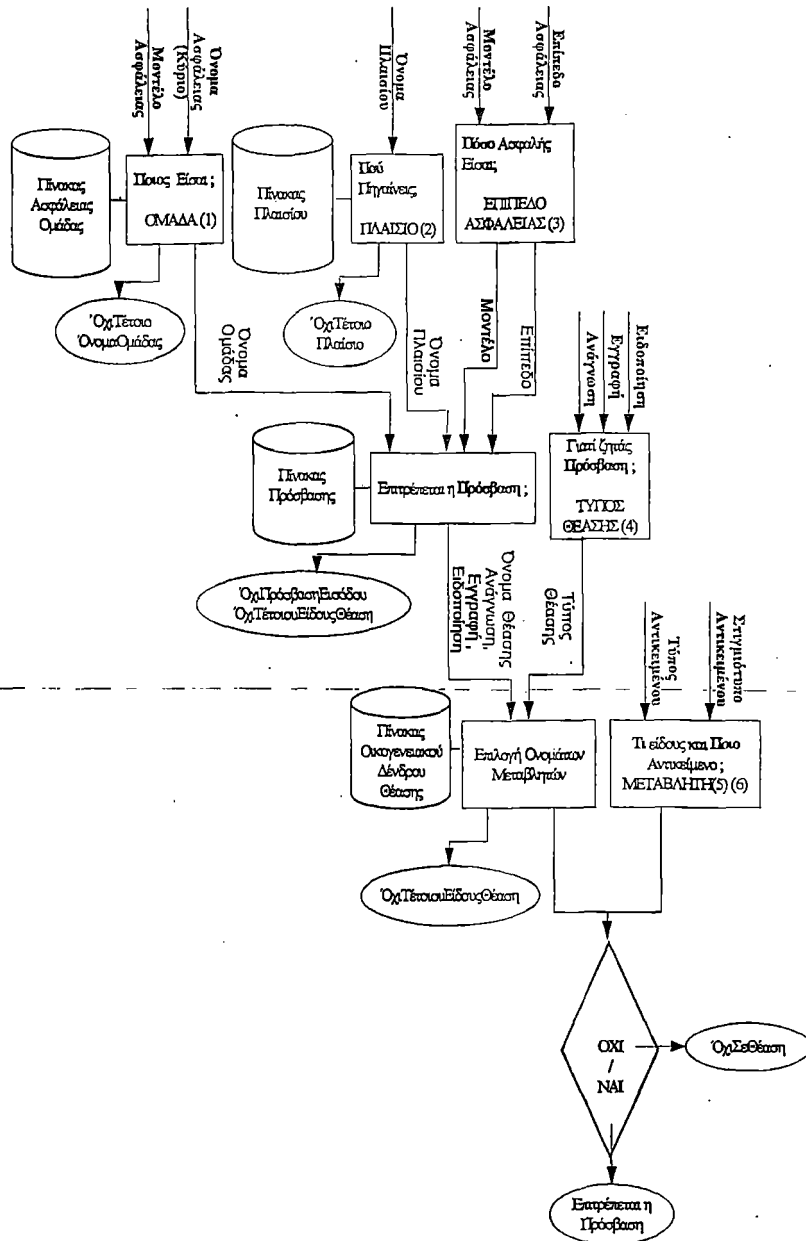 Μοντέλο
Ασφάλειας
Όνομα
Ασφάλειας
(Κύριο)
Όνομα
Πλαισίου
Μοντέλο
Ασφάλειας
Επίπεδο
Ασφάλειας
Πίνακας
Ασφάλειας
Ομάδας
Ποιος Είσαι ;
ΟΜΑΔΑ (1)
Πίνακας
Πλαισίου
Πού
Πηγαίνεις;
ΠΛΑΙΣΙΟ (2)
Πόσο Ασφαλής
Είσαι;
ΕΠΙΠΕΔΟ
ΑΣΦΑΛΕΙΑΣ (3)
ΌχιΤέτοιο
ΌνομαΟμάδας
ΌχιΤέτοιο
Πλαίσιο
Όνομα
Ομάδας
Όνομα
Πλαισίου
Μοντέλο
Επίπεδο
Ανάγνωση
Εγγραφή
Ειδοποίηση
Πίνακας
Πρόσβασης
Επιτρέπεται η Πρόσβαση ;
Γιατί ζητάς
Πρόσβαση ;
ΤΥΠΟΣ
ΘΕΑΣΗΣ (4)
ΌχιΠρόσβασηΕισόδου
ΌχιΤέτοιουΕίδουςΘέαση
Όνομα Θέασης
Ανάγνωση,
Εγγραφή,
Ειδοποίηση
Τύπος
Θέασης
Τύπος
Αντικειμένου
Στιγμιότυπο
Αντικειμένου
Πίνακας
Οικογενειακού
Δένδρου
Θέασης
Επιλογή Ονομάτων
Μεταβλητών
Τι είδους και Ποιο
Αντικείμενο ;
ΜΕΤΑΒΛΗΤΗ(5) (6)
ΌχιΤέτοιουΕίδουςΘέαση
ΟΧΙ
/
ΝΑΙ
ΌχιΣεΘέαση
Επιτρέπεται η
Πρόσβαση